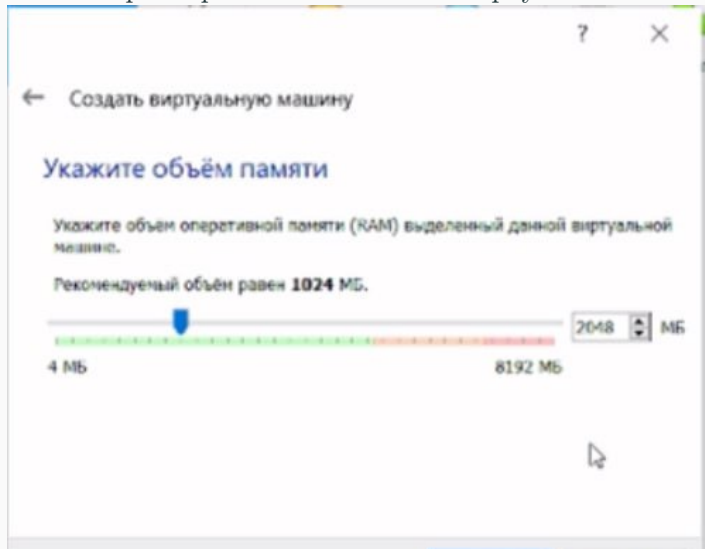 ?
← Создать виртуальную машину
Укажите объём памяти
Укажите объём оперативной памяти (RAM) выделенный данной виртуальной
машине.
Рекомендуемый объём равен 1024 МБ.
2048 МБ
4 МБ
8192 МБ